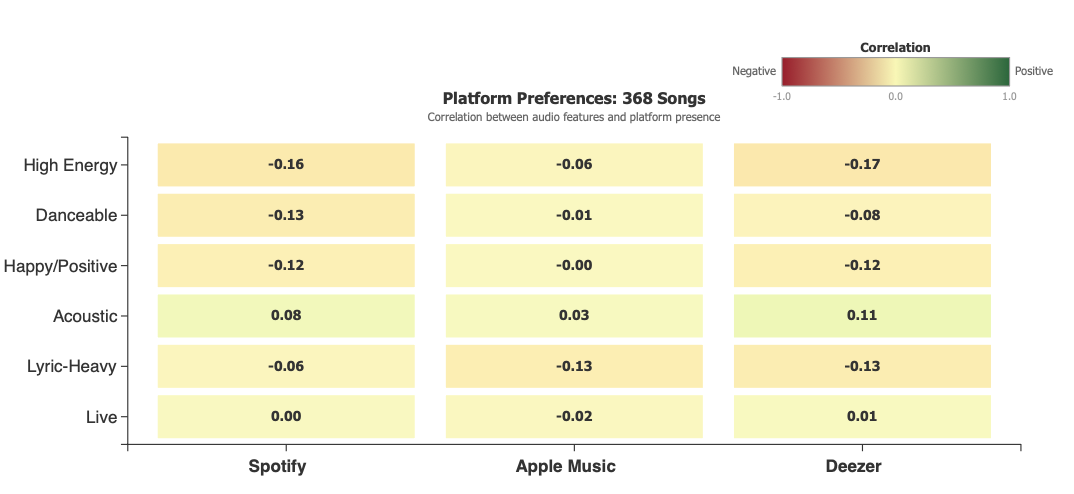 Correlation
Negative Positive
-1.0 0.0 1.0
Platform Preferences: 368 Songs
Correlation between audio features and platform presence
High Energy -0.16 -0.06 -0.17
Danceable -0.13 -0.01 -0.08
Happy/Positive -0.12 -0.00 -0.12
Acoustic 0.08 0.03 0.11
Lyric-Heavy -0.06 -0.13 -0.13
Live 0.00 -0.02 0.01
Spotify Apple Music Deezer